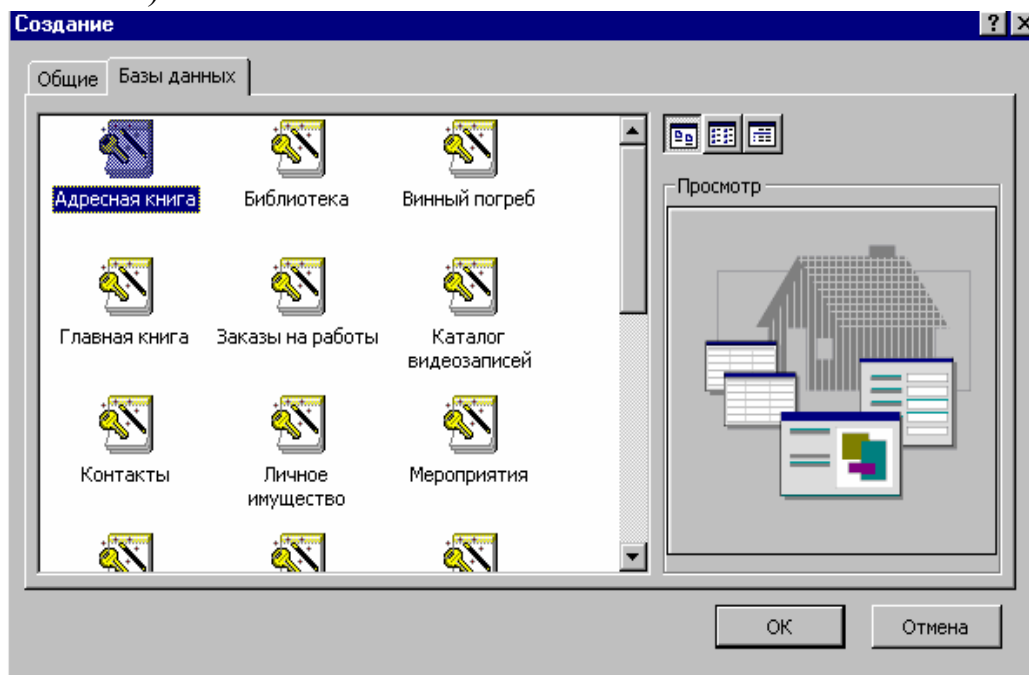 )
Создание
Общие Базы данных
Просмотр
Адресная книга Библиотека Винный погреб
Главная книга Заказы на работы Каталог
видеозаписей
Контакты Личное
имущество Мероприятия
OK Отмена